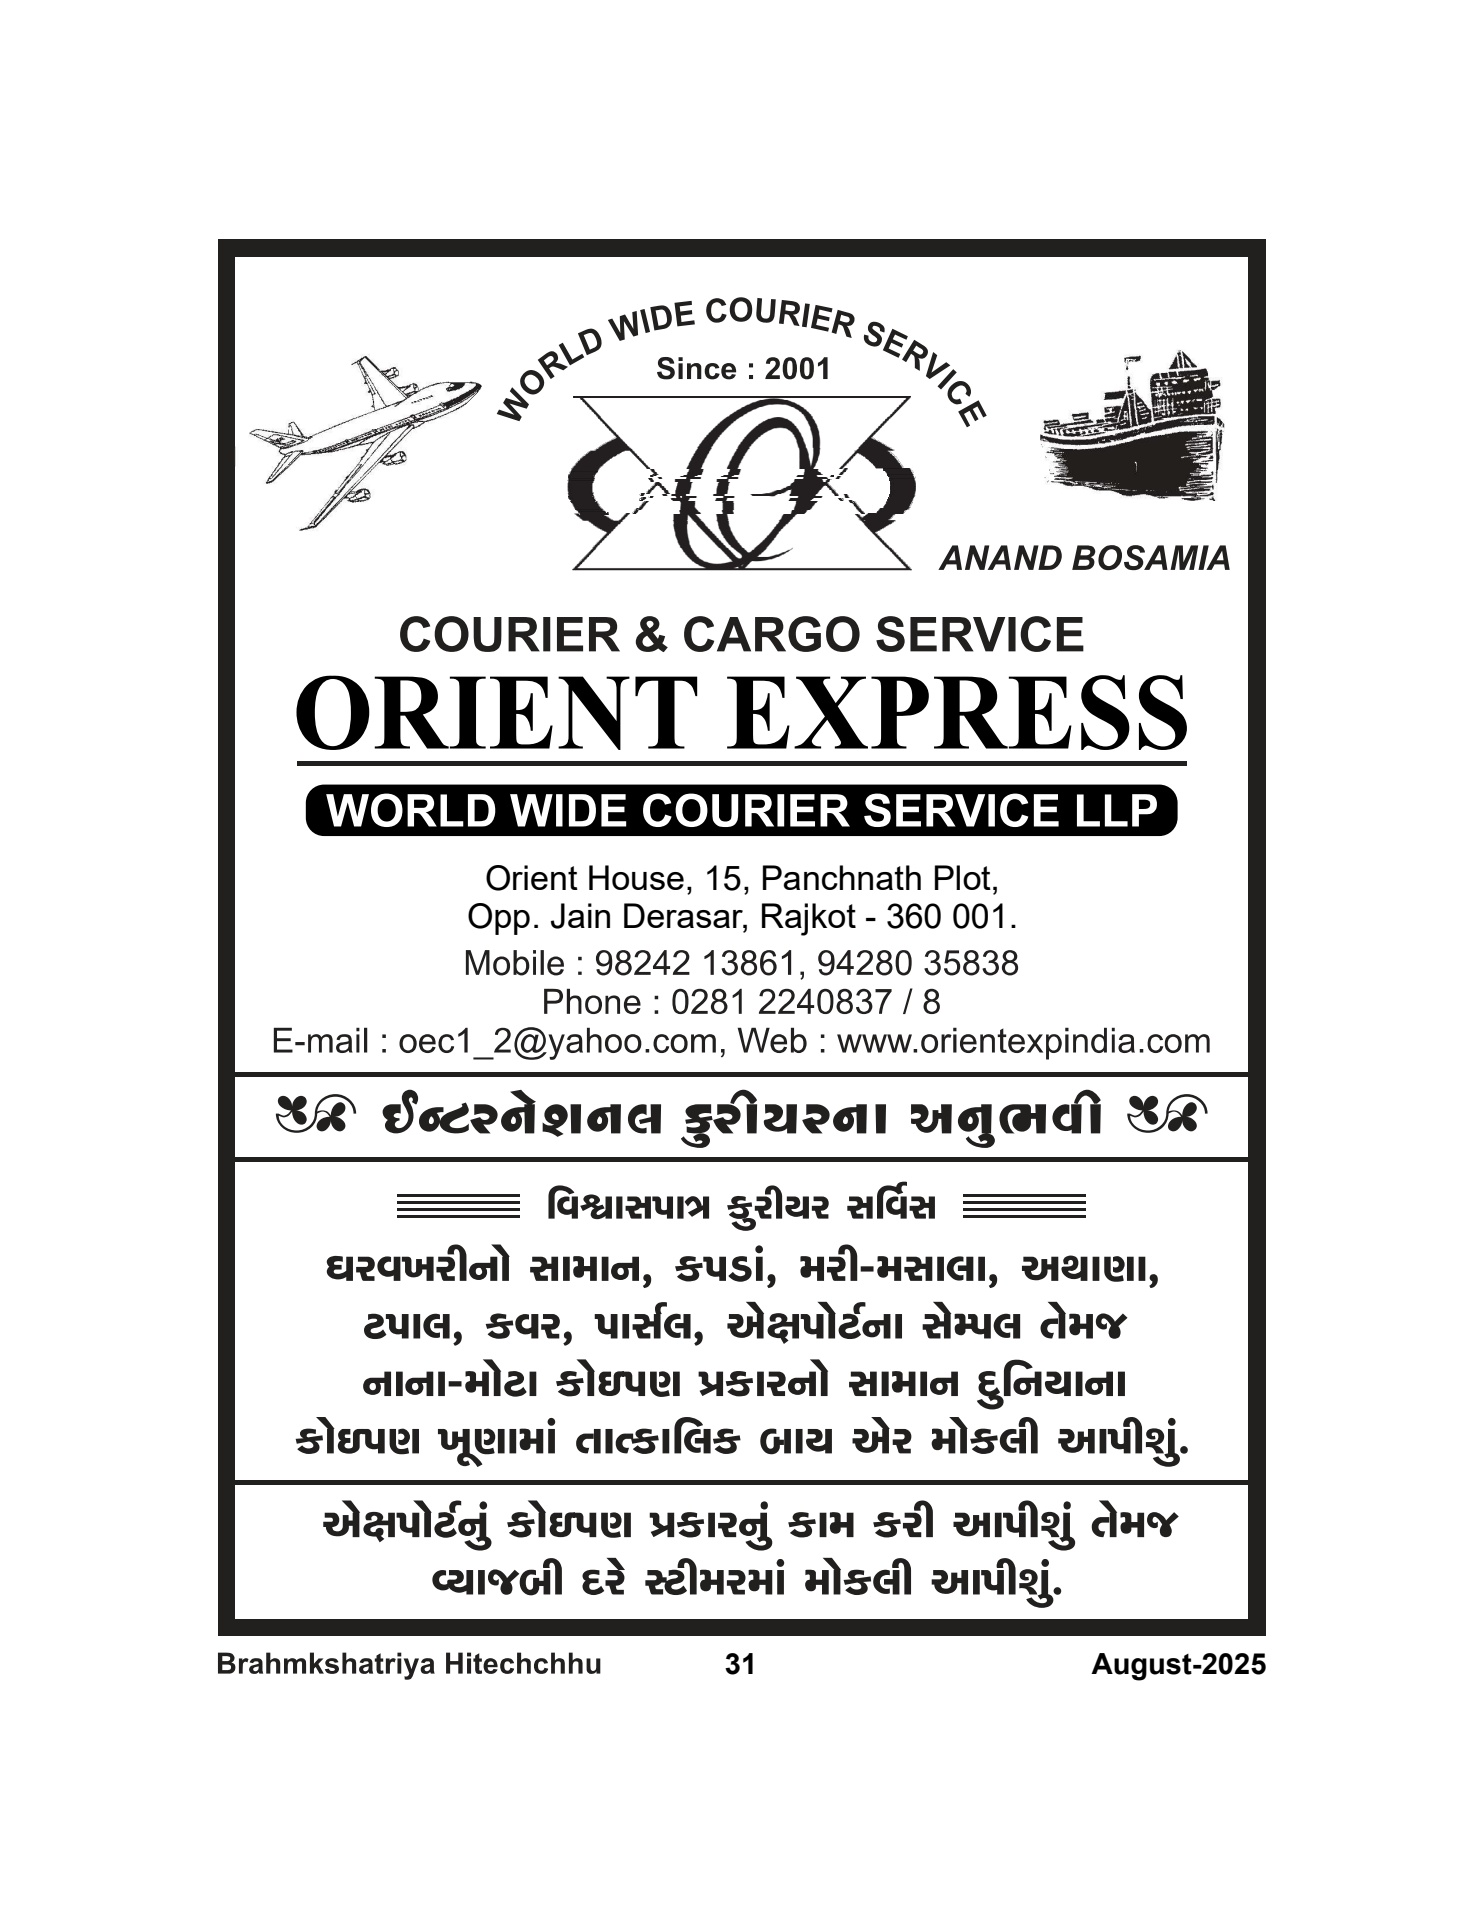 WORLD WIDE COURIER SERVICE
Since : 2001
ANAND BOSAMIA
COURIER & CARGO SERVICE
ORIENT EXPRESS
WORLD WIDE COURIER SERVICE LLP
Orient House, 15, Panchnath Plot,
Opp. Jain Derasar, Rajkot - 360 001.
Mobile : 98242 13861, 94280 35838
Phone : 0281 2240837 / 8
E-mail : oec1_2@yahoo.com, Web : www.orientexpindia.com
ઈન્ટરનેશનલ કુરીયરના અનુભવી
વિશ્વાસપાત્ર કુરીયર સર્વિસ
ઘરવખરીનો સામાન, કપડાં, મરી-મસાલા, અથાણા,
ટપાલ, કવર, પાર્સલ, એક્ષપોર્ટના સેમ્પલ તેમજ
નાના-મોટા કોઇપણ પ્રકારનો સામાન દુનિયાના
કોઇપણ ખૂણામાં તાત્કાલિક બાય એર મોકલી આપીશું.
એક્ષપોર્ટનું કોઇપણ પ્રકારનું કામ કરી આપીશું તેમજ
વ્યાજબી દરે સ્ટીમરમાં મોકલી આપીશું.
Brahmkshatriya Hitechchhu 31 August-2025